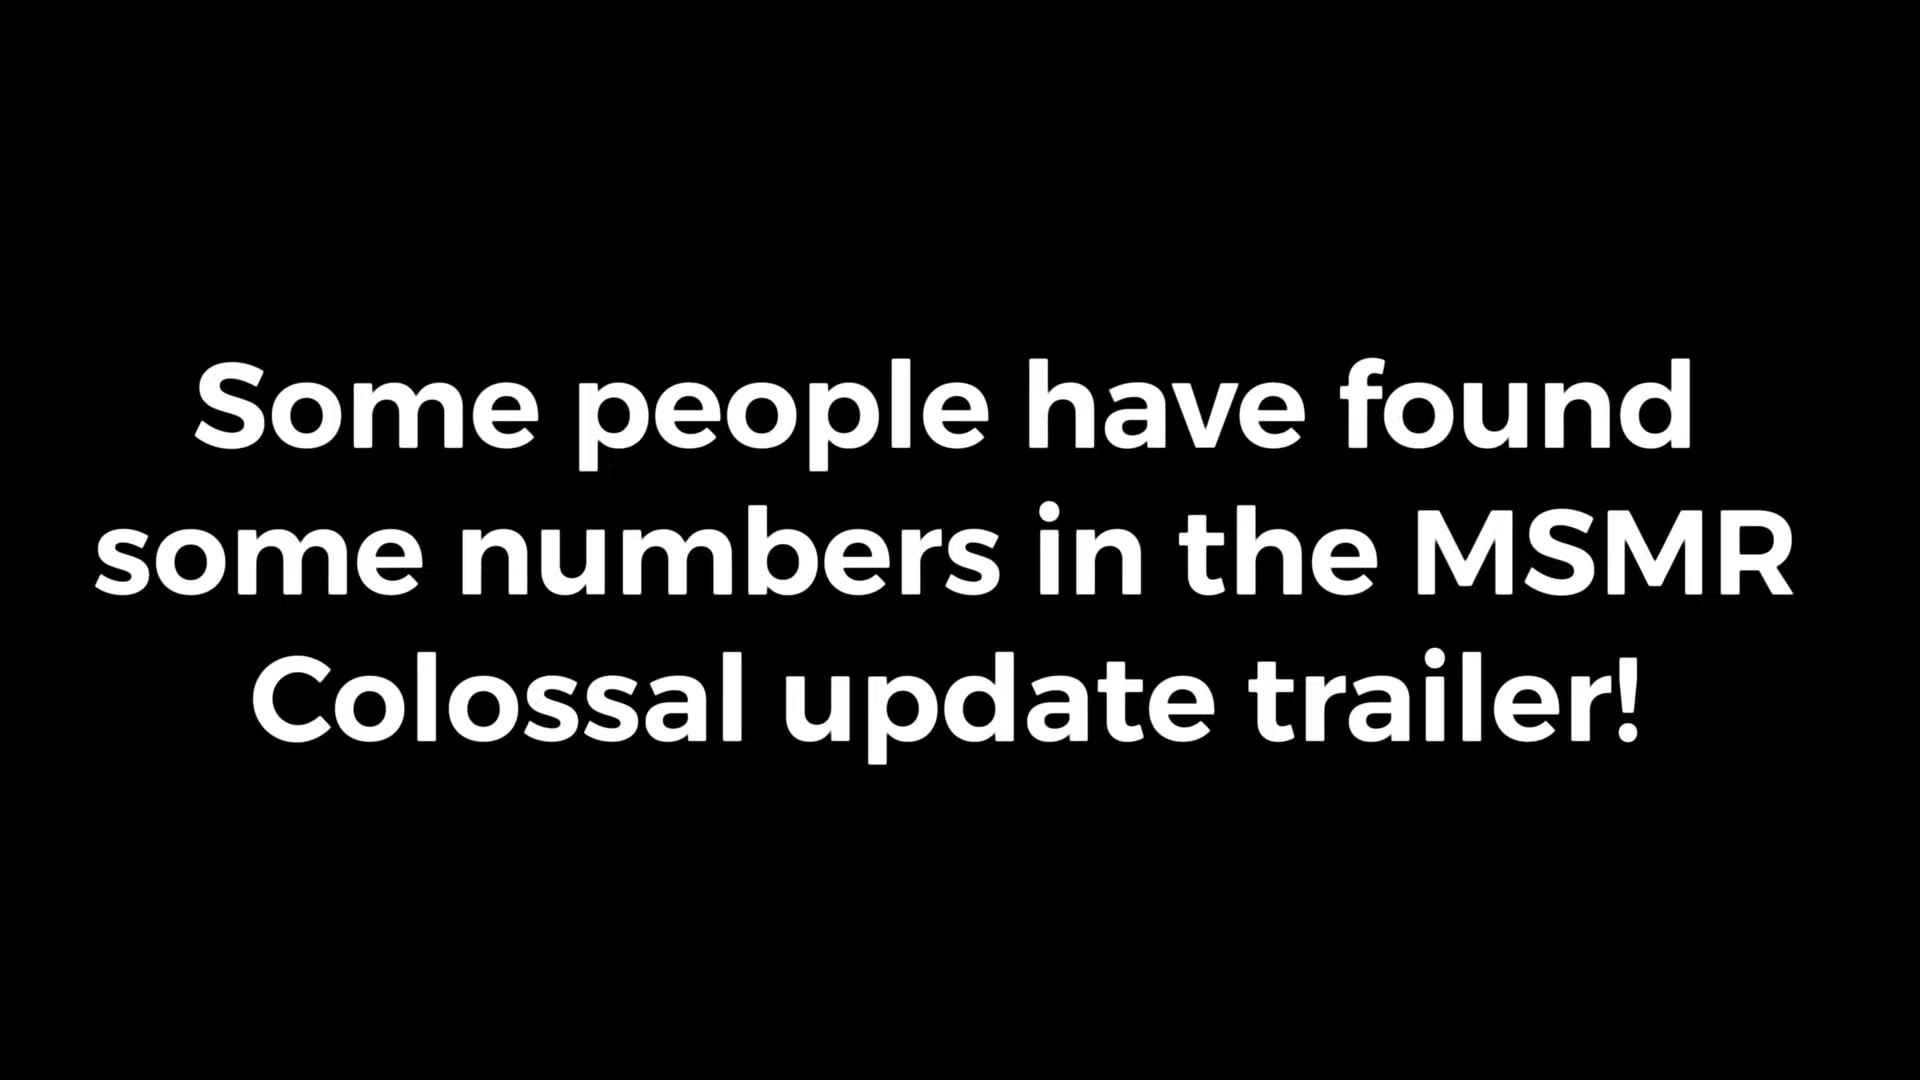 Some people have found
some numbers in the MSMR
Colossal update trailer!